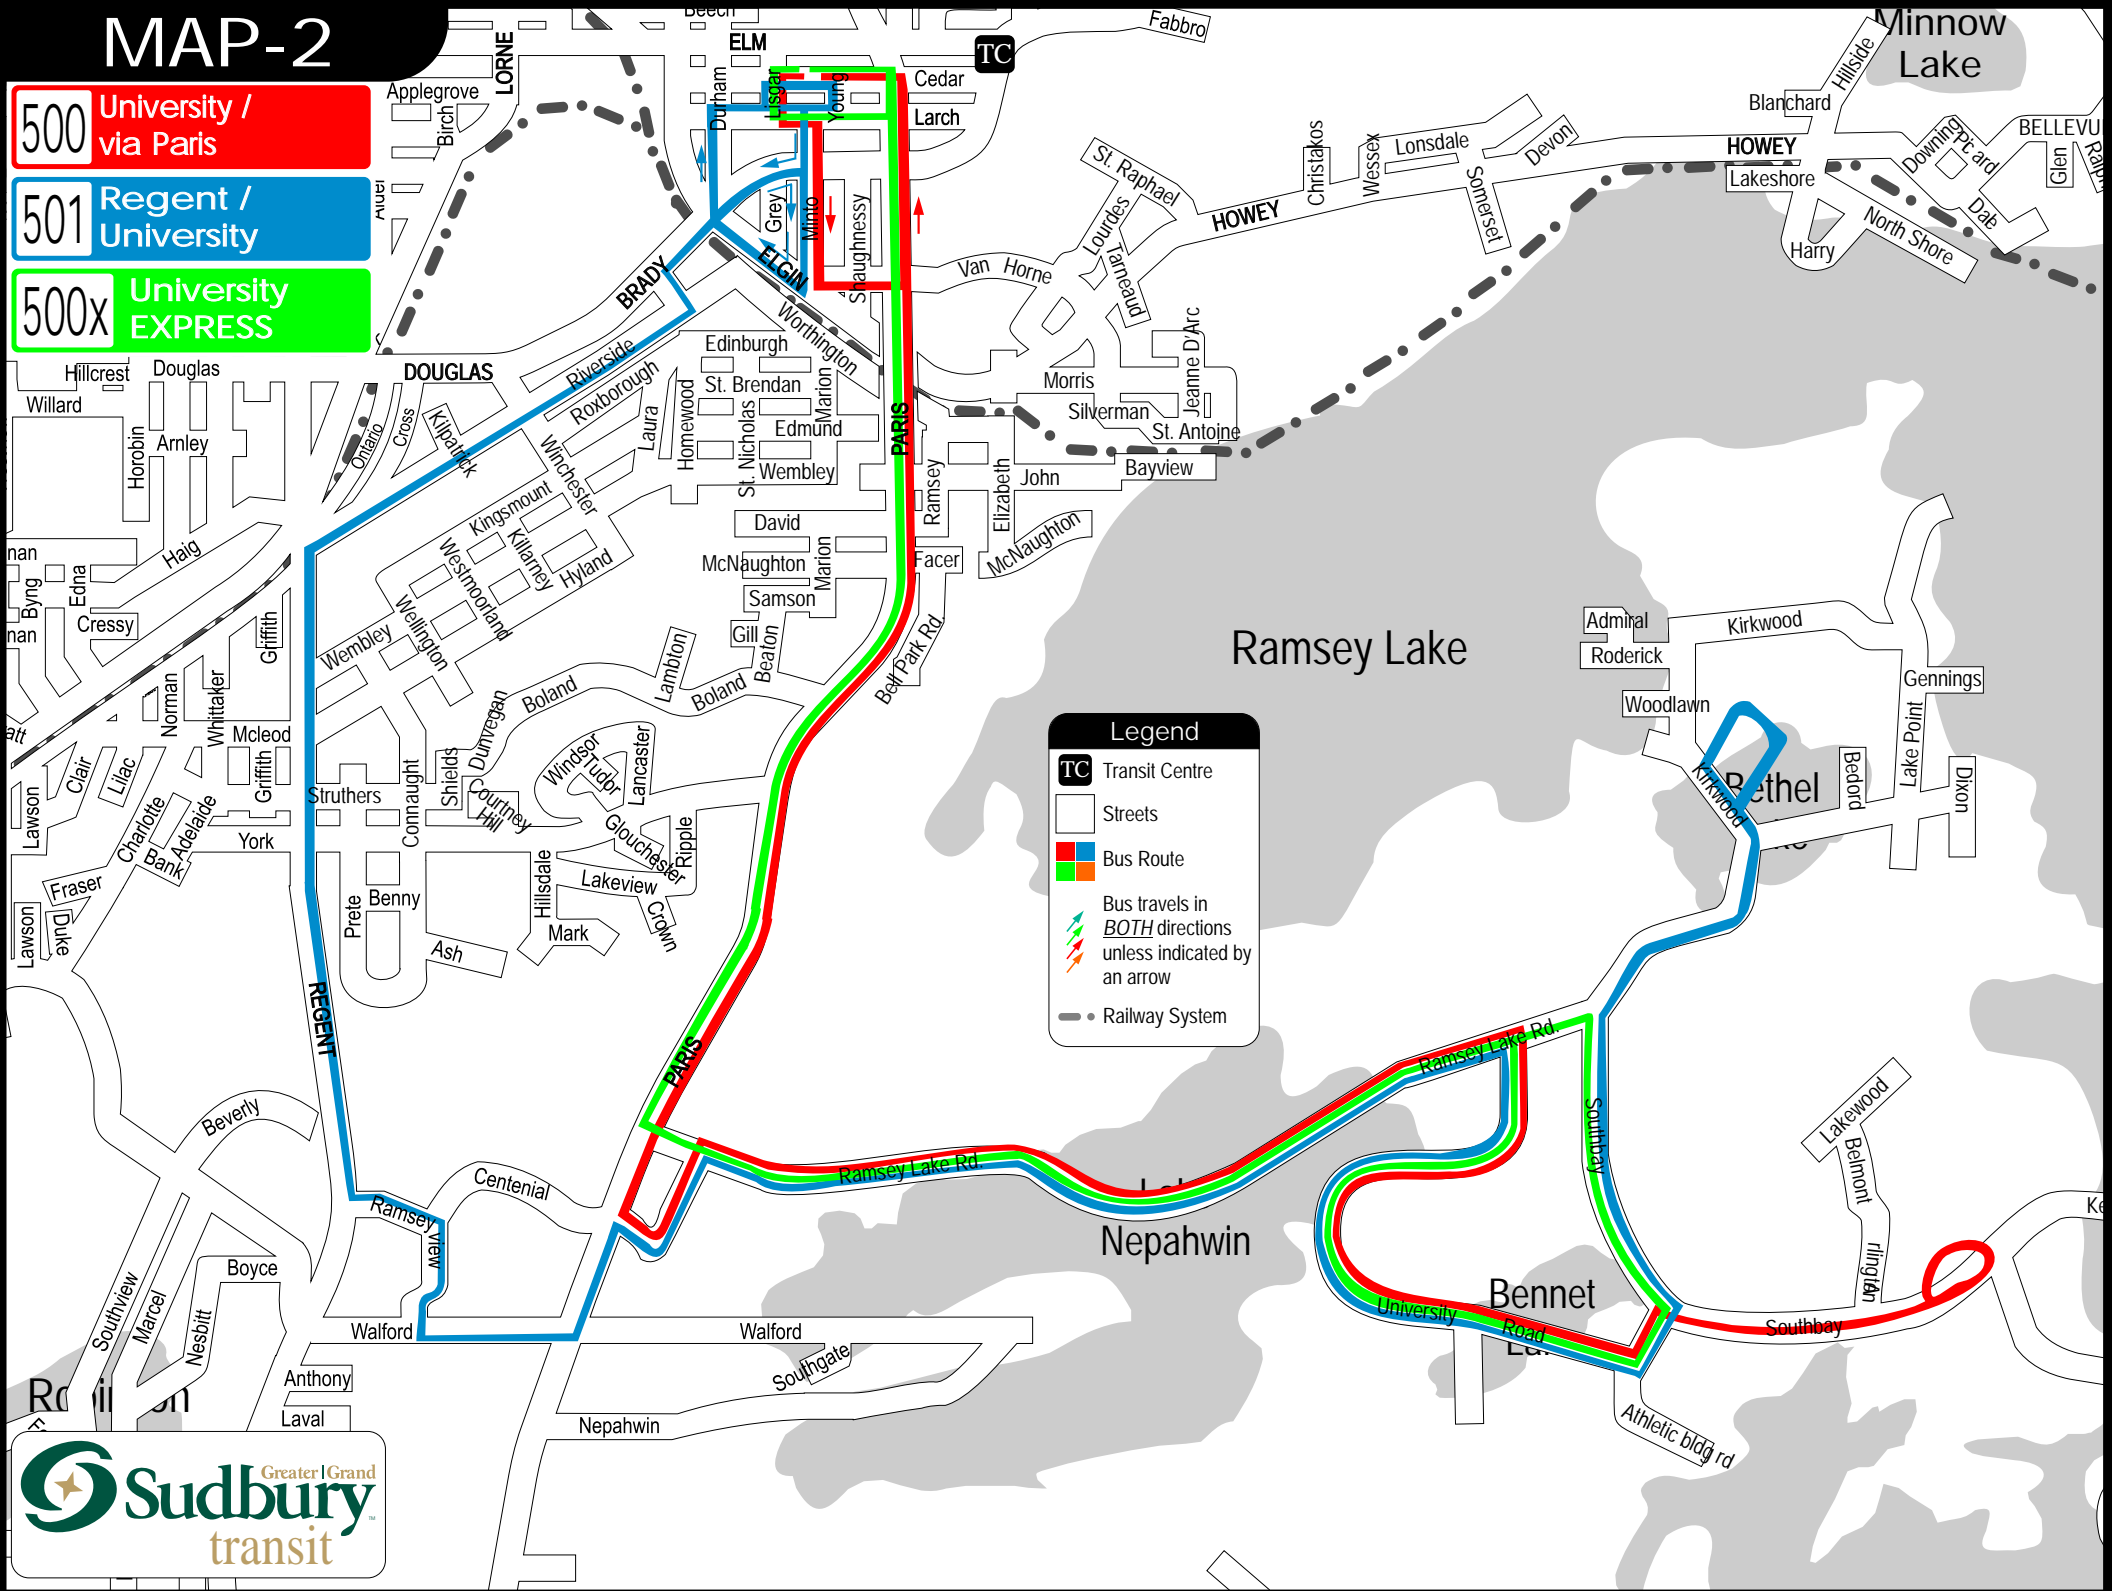 MAP-2
500 University /
via Paris
501 Regent /
University
500x University
EXPRESS
Beech
ELM
LORNE
Fabbro
TC
Minnow
Lake
Hillside
Applegrove
Birch
Durham
Lisgar
Young
Cedar
Larch
Blanchard
BELLEVU
HOWEY
Lakeshore
Downing
Glen
Dale
North Shore
Harry
Christakos
Wessex
Lonsdale
Devon
Somerset
HOWEY
St. Raphael
Lourdes
Tarneaud
Van Horne
Grey
Minto
Shaughnessy
ELGIN
BRADY
Worthington
Riverside
Roxborough
DOUGLAS
Hillcrest
Douglas
Willard
Horobin
Arnley
Ontario
Cross
Kilpatrick
Edinburgh
St. Brendan
Marion
Laura
Homewood
St. Nicholas
Edmund
Wembley
PARIS
Morris
Silverman
Jeanne D'Arc
St. Antoine
Bayview
John
Ramsey
Elizabeth
McNaughton
Winchester
Kingsmount
Killarney
Westmoorland
Hyland
Wellington
Wembley
David
McNaughton
Marion
Samson
Gill
Beaton
Facer
Bell Park Rd.
Haig
nan
Byng
Edna
nan
Cressy
Griffith
Norman
Whittaker
Mcleod
Griffith
att
Clair
Lilac
Lawson
Charlotte
Adelaide
Bank
York
Fraser
Lawson
Duke
Struthers
Connaught
Shields
Dunvegan
Boland
Lambton
Boland
Windsor
Tudor
Lancaster
Courtney
Hill
Glouchester
Ripple
Lakeview
Crown
Hillsdale
Mark
Prete
Benny
Ash
REGENT
PARIS
Ramsey Lake
Admiral
Roderick
Woodlawn
Kirkwood
Gennings
Lake Point
Bedord
Dixon
Kirkwood
Bethel
Legend
TC Transit Centre
Streets
Bus Route
Bus travels in
BOTH directions
unless indicated by
an arrow
Railway System
Beverly
Centenial
Ramsey
view
Ramsey Lake Rd.
Ramsey Lake Rd.
Nepahwin
Southbay
Lakewood
Belmont
Bennet
University
Road
Southbay
Athletic bldg rd
Boyce
Southview
Marcel
Nesbitt
Walford
Walford
Southgate
Nepahwin
Anthony
Laval
Greater | Grand
Sudbury
transit